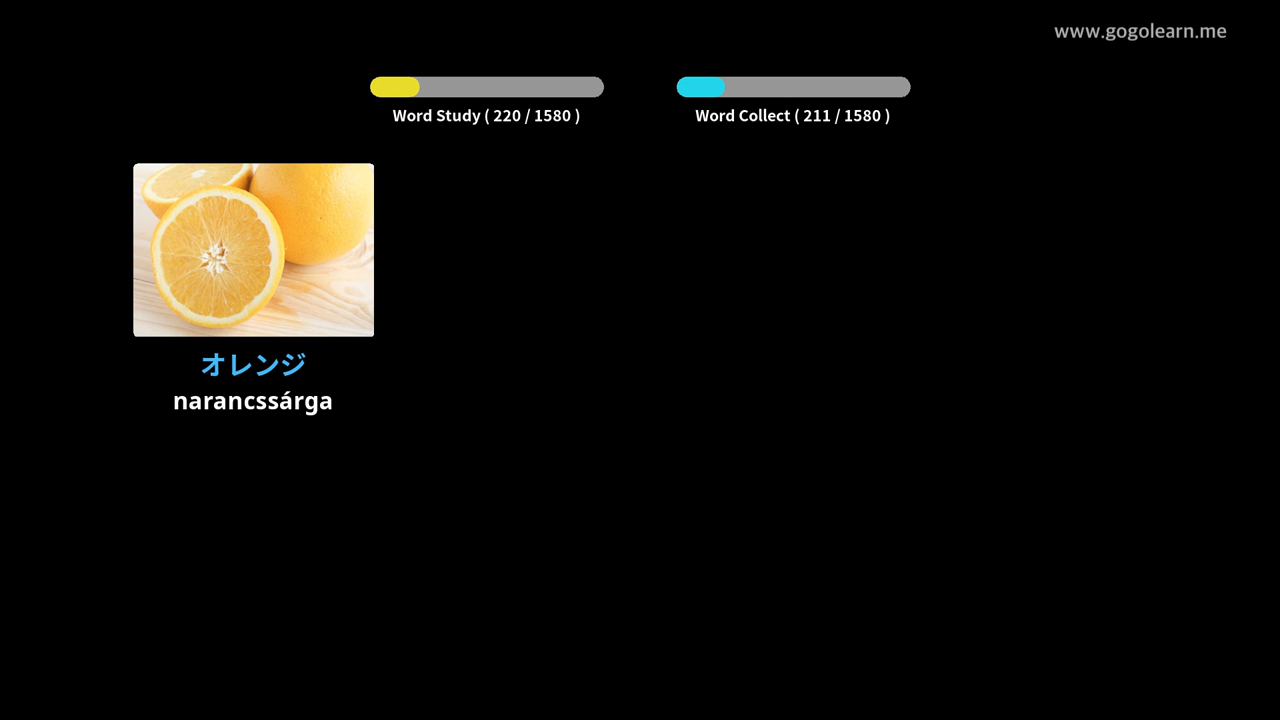 www.gogolearn.me
Word Study ( 220 / 1580 )
Word Collect ( 211 / 1580 )
オレンジ
narancssárga